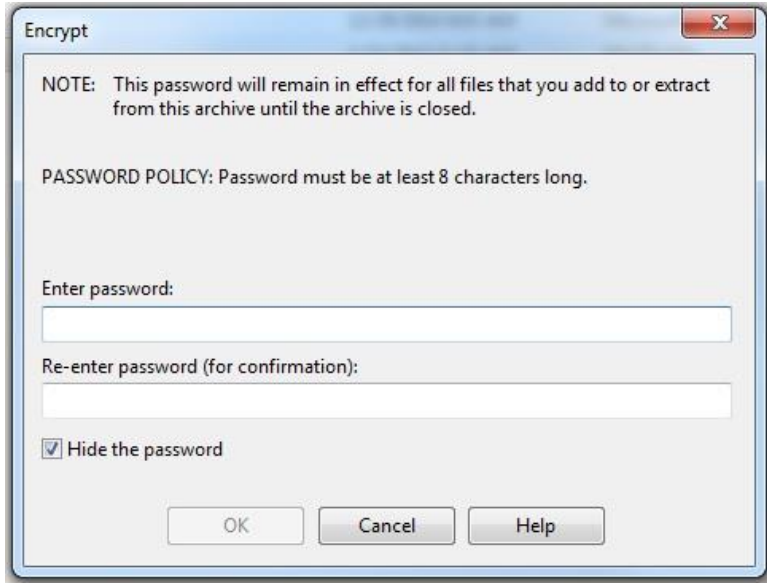 Encrypt
NOTE: This password will remain in effect for all files that you add to or extract
from this archive until the archive is closed.
PASSWORD POLICY: Password must be at least 8 characters long.
Enter password:
Re-enter password (for confirmation):
Hide the password
OK Cancel Help